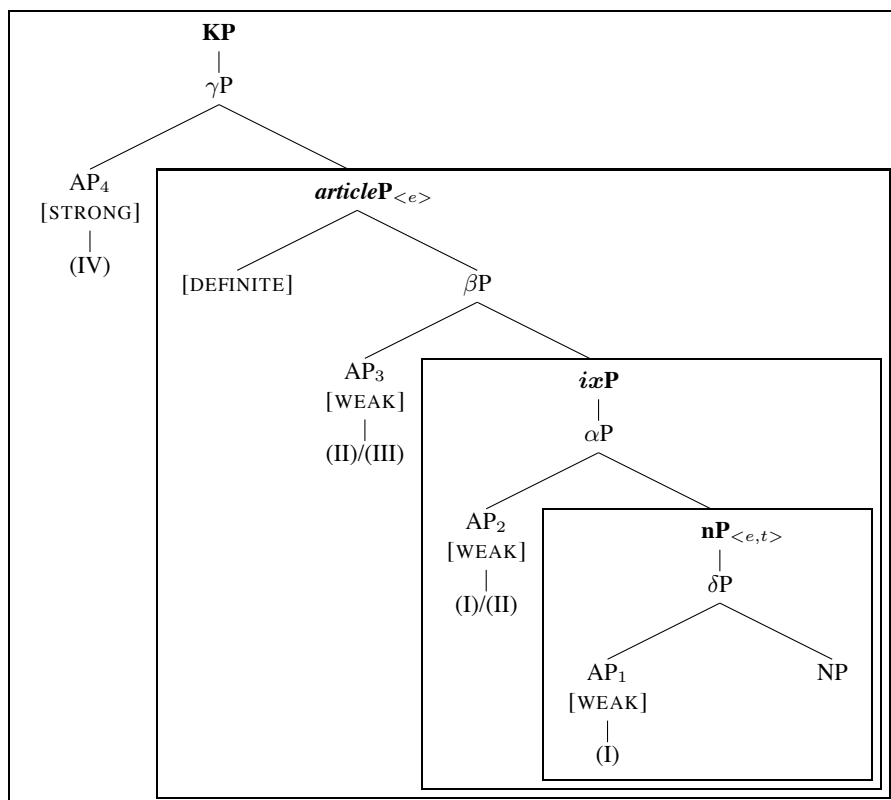 KP
γP
AP₄
[STRONG]
(IV)
articleP<e>
[DEFINITE]
βP
AP₃
[WEAK]
(II)/(III)
ixP
αP
AP₂
[WEAK]
(I)/(II)
nP<e,t>
δP
AP₁
[WEAK]
(I)
NP